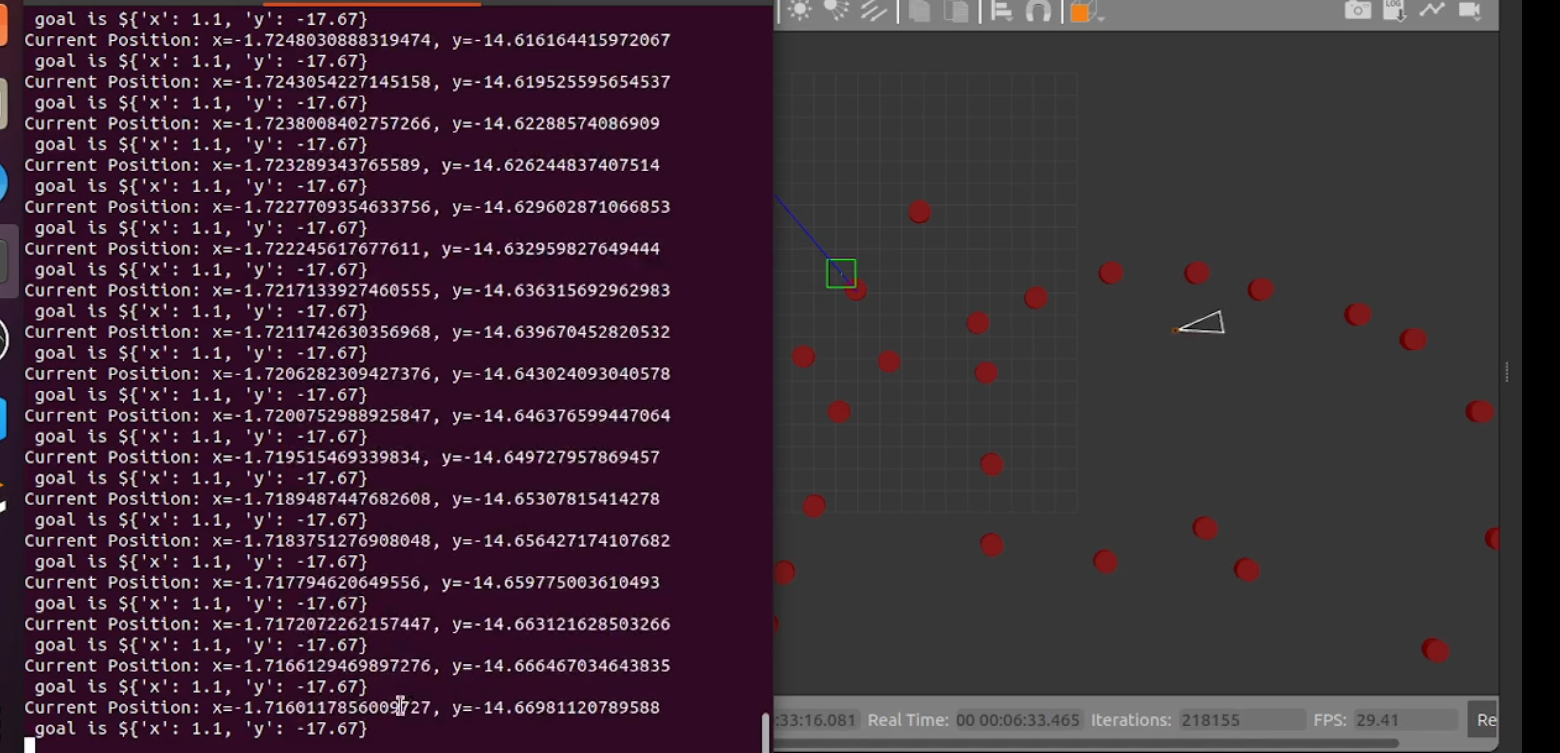 goal is ${'x': 1.1, 'y': -17.67}
Current Position: x=-1.7248030888319474, y=-14.616164415972067
goal is ${'x': 1.1, 'y': -17.67}
Current Position: x=-1.7243054227145158, y=-14.619525595654537
goal is ${'x': 1.1, 'y': -17.67}
Current Position: x=-1.7238008402757266, y=-14.62288574086909
goal is ${'x': 1.1, 'y': -17.67}
Current Position: x=-1.723289343765589, y=-14.626244837407514
goal is ${'x': 1.1, 'y': -17.67}
Current Position: x=-1.7227709354633756, y=-14.629602871066853
goal is ${'x': 1.1, 'y': -17.67}
Current Position: x=-1.722245617677611, y=-14.632959827649444
goal is ${'x': 1.1, 'y': -17.67}
Current Position: x=-1.7217133927460555, y=-14.636315692962983
goal is ${'x': 1.1, 'y': -17.67}
Current Position: x=-1.7211742630356968, y=-14.639670452820532
goal is ${'x': 1.1, 'y': -17.67}
Current Position: x=-1.7206282309427376, y=-14.643024093040578
goal is ${'x': 1.1, 'y': -17.67}
Current Position: x=-1.7200752988925847, y=-14.646376599447064
goal is ${'x': 1.1, 'y': -17.67}
Current Position: x=-1.719515469339834, y=-14.649727957869457
goal is ${'x': 1.1, 'y': -17.67}
Current Position: x=-1.7189487447682608, y=-14.65307815414278
goal is ${'x': 1.1, 'y': -17.67}
Current Position: x=-1.7183751276908048, y=-14.656427174107682
goal is ${'x': 1.1, 'y': -17.67}
Current Position: x=-1.717794620649556, y=-14.659775003610493
goal is ${'x': 1.1, 'y': -17.67}
Current Position: x=-1.7172072262157447, y=-14.663121628503266
goal is ${'x': 1.1, 'y': -17.67}
Current Position: x=-1.7166129469897276, y=-14.666467034643835
goal is ${'x': 1.1, 'y': -17.67}
Current Position: x=-1.7160117856009727, y=-14.66981120789588
goal is ${'x': 1.1, 'y': -17.67}
LOG
:33:16.081 Real Time: 00 00:06:33.465 Iterations: 218155 FPS: 29.41 Re